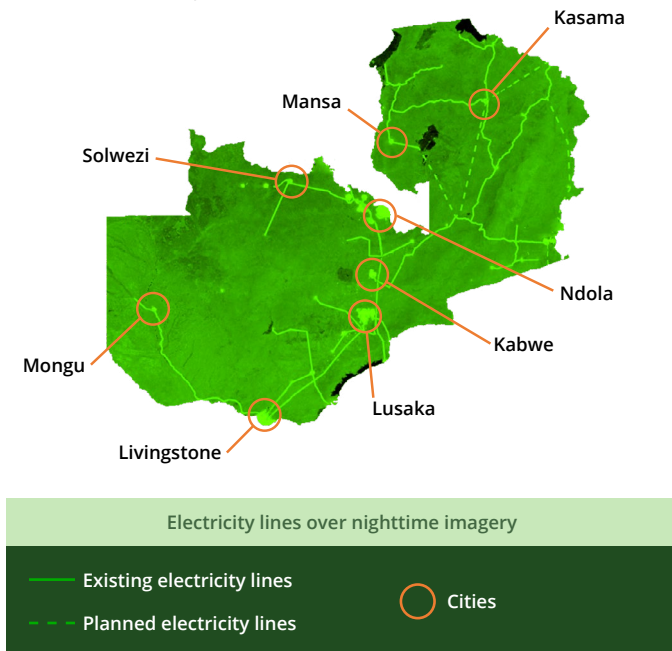 Kasama
Mansa
Solwezi
Ndola
Kabwe
Mongu
Lusaka
Livingstone
Electricity lines over nighttime imagery
Existing electricity lines
Cities
Planned electricity lines